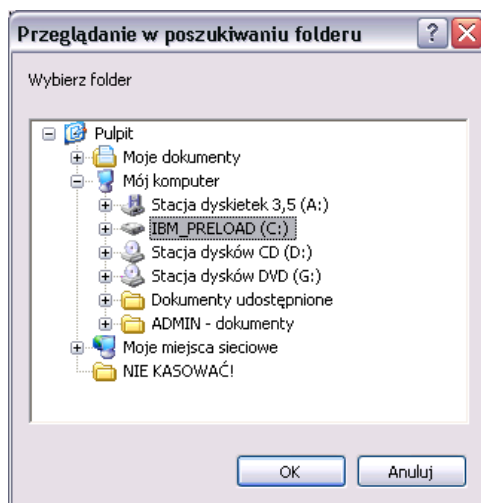 Przeglądanie w poszukiwaniu folderu
Wybierz folder
Pulpit
Moje dokumenty
Mój komputer
Stacja dyskietek 3,5 (A:)
IBM_PRELOAD (C:)
Stacja dysków CD (D:)
Stacja dysków DVD (G:)
Dokumenty udostępnione
ADMIN - dokumenty
Moje miejsca sieciowe
NIE KASOWAĆ!
OK Anuluj